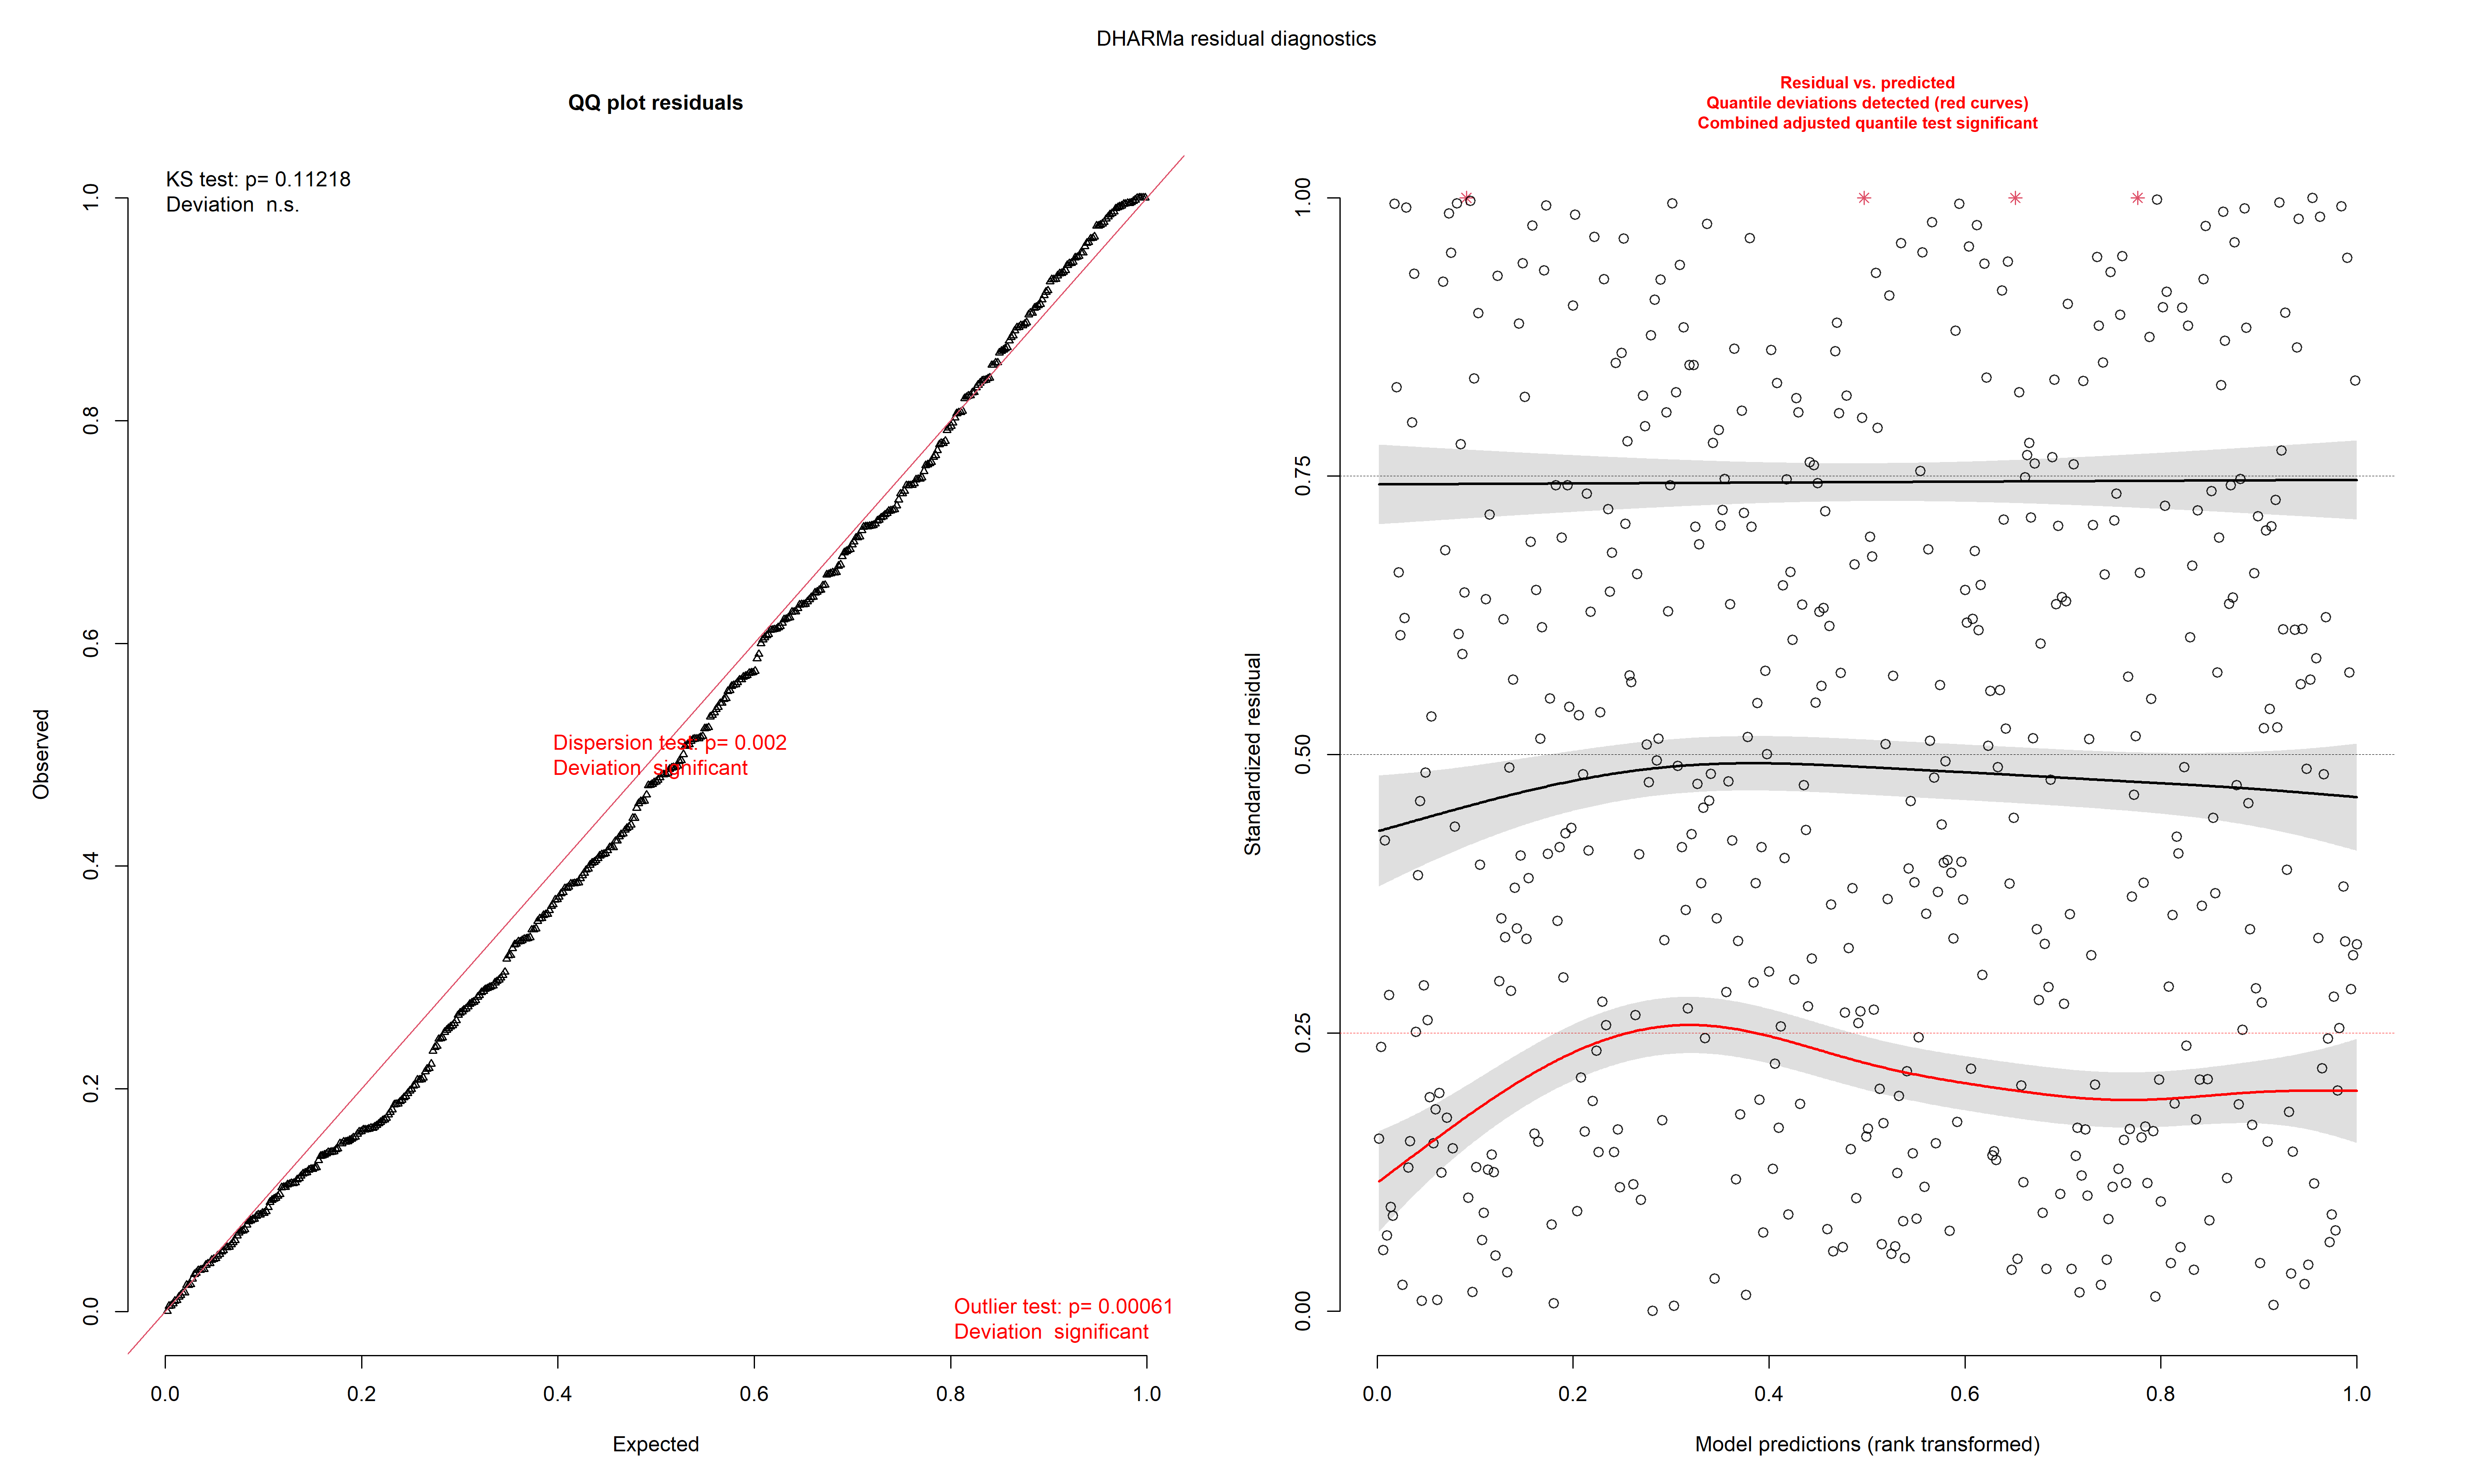 DHARMa residual diagnostics
QQ plot residuals
KS test: p= 0.11218
Deviation  n.s.
Dispersion test: p= 0.002
Deviation  significant
Outlier test: p= 0.00061
Deviation  significant
Observed
0.0
0.2
0.4
0.6
0.8
1.0
0.0 0.2 0.4 0.6 0.8 1.0
Expected
Residual vs. predicted
Quantile deviations detected (red curves)
Combined adjusted quantile test significant
Standardized residual
0.00
0.25
0.50
0.75
1.00
0.0 0.2 0.4 0.6 0.8 1.0
Model predictions (rank transformed)